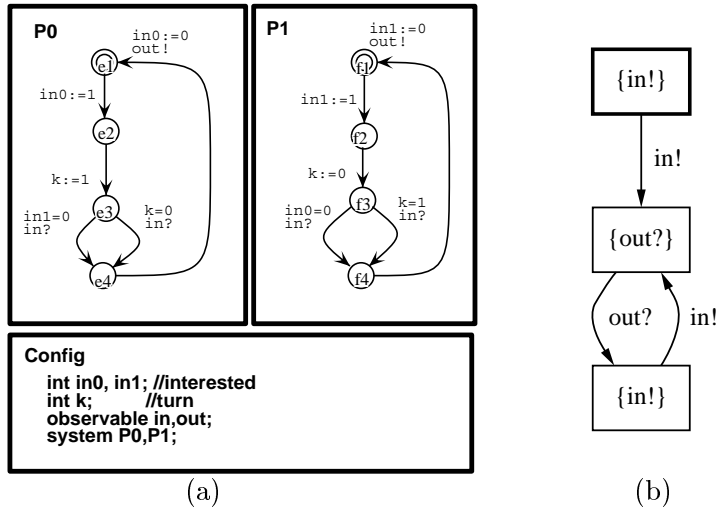 P0
in0:=0
out!
e1
in0:=1
e2
k:=1
e3
in1=0
in?
k=0
in?
e4
P1
in1:=0
out!
f1
in1:=1
f2
k:=0
f3
in0=0
in?
k=1
in?
f4
Config
int in0, in1; //interested
int k; //turn
observable in,out;
system P0,P1;
(a)
{in!}
in!
{out?}
out?
in!
{in!}
(b)